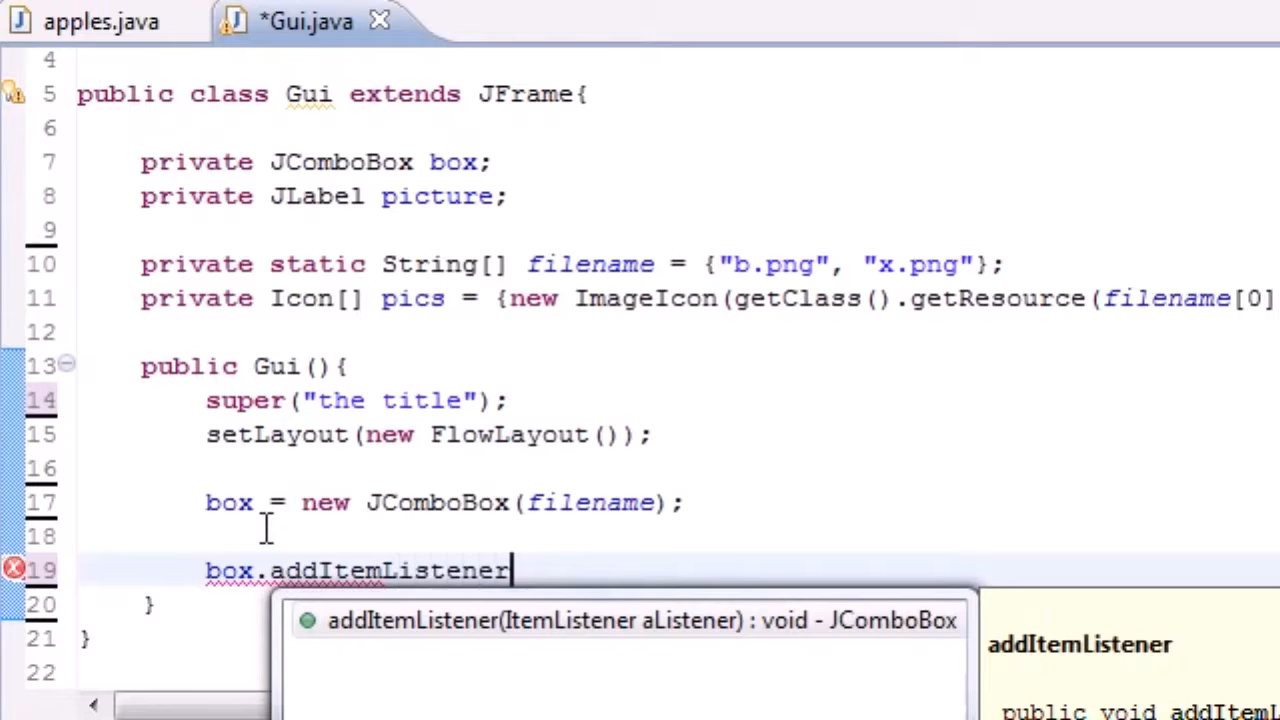 apples.java
*Gui.java
4
5 public class Gui extends JFrame{
6
7 private JComboBox box;
8 private JLabel picture;
9
10 private static String[] filename = {"b.png", "x.png"};
11 private Icon[] pics = {new ImageIcon(getClass().getResource(filename[0]
12
13 public Gui(){
14 super("the title");
15 setLayout(new FlowLayout());
16
17 box = new JComboBox(filename);
18
19 box.addItemListener
20 }
21 }
22
addItemListener(ItemListener aListener) : void - JComboBox
addItemListener
public void addItemL